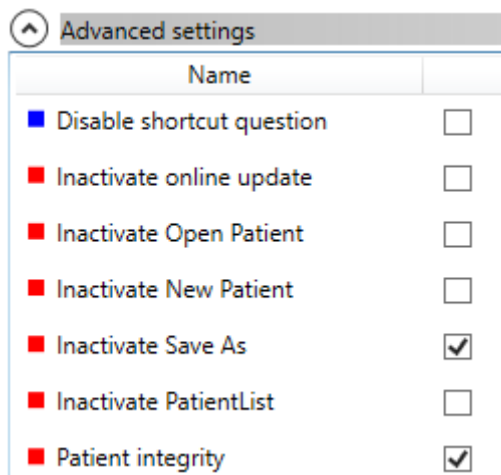 Advanced settings
Name
Disable shortcut question
Inactivate online update
Inactivate Open Patient
Inactivate New Patient
Inactivate Save As
Inactivate PatientList
Patient integrity